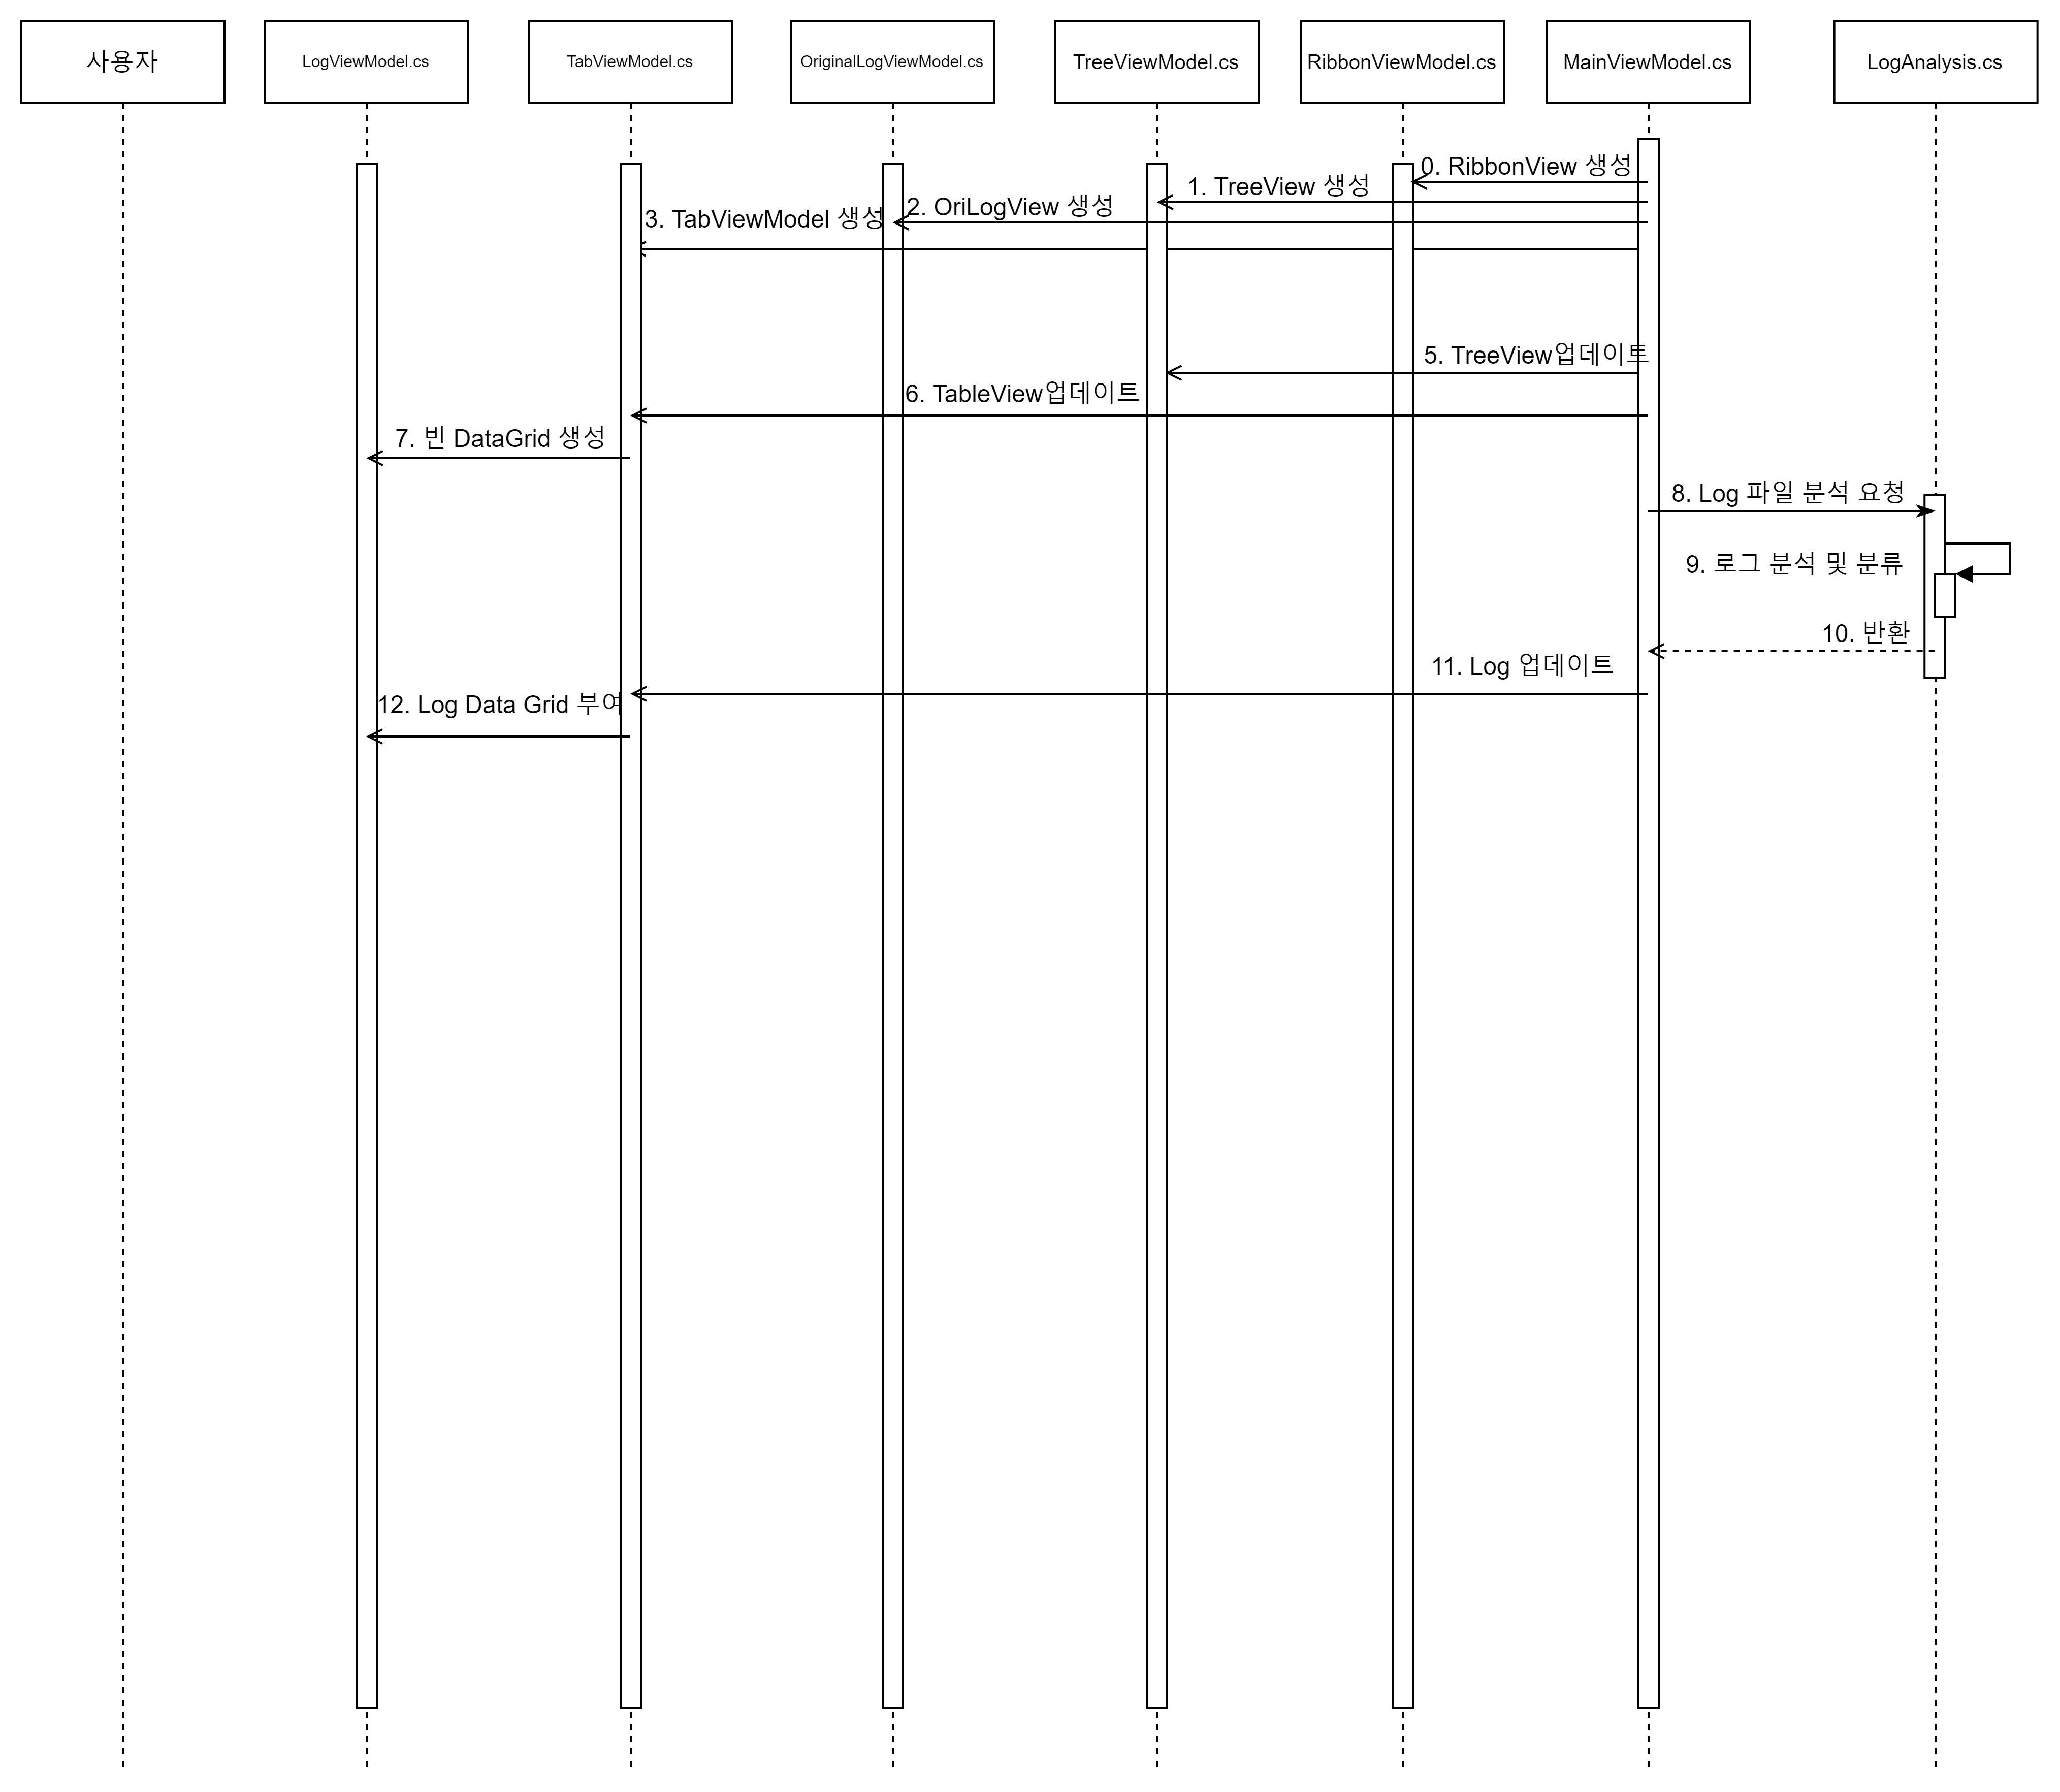 사용자
LogViewModel.cs
TabViewModel.cs
OriginalLogViewModel.cs
TreeViewModel.cs
RibbonViewModel.cs
MainViewModel.cs
LogAnalysis.cs
0. RibbonView 생성
1. TreeView 생성
2. OriLogView 생성
3. TabViewModel 생성
5. TreeView업데이트
6. TableView업데이트
7. 빈 DataGrid 생성
8. Log 파일 분석 요청
9. 로그 분석 및 분류
10. 반환
11. Log 업데이트
12. Log Data Grid 부여